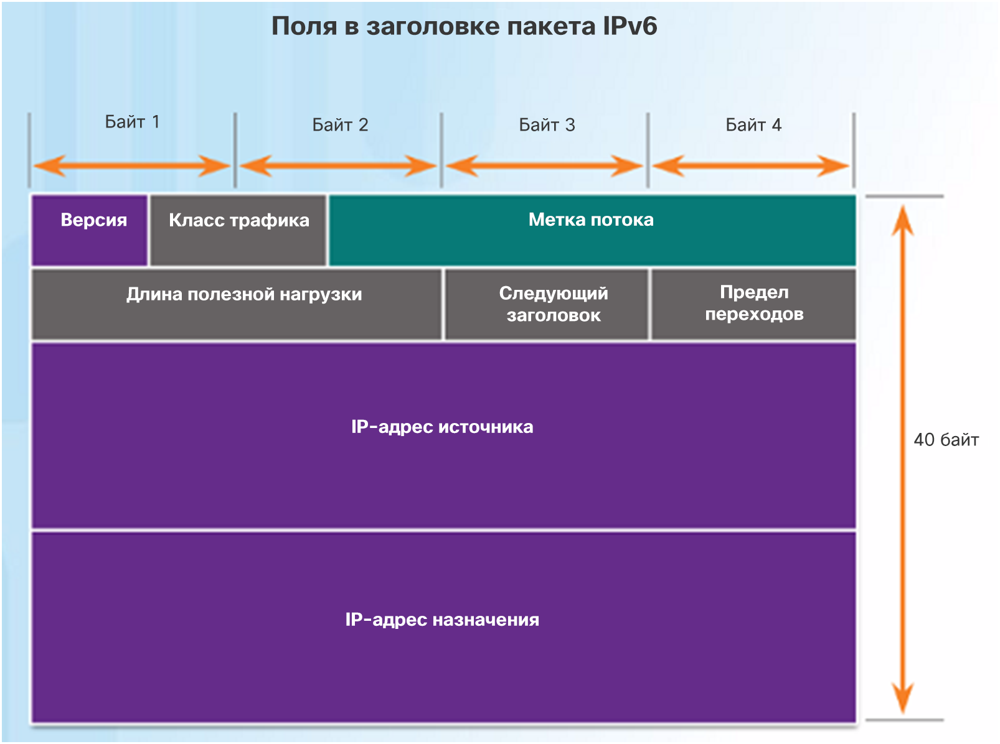 Поля в заголовке пакета IPv6
Байт 1
Байт 2
Байт 3
Байт 4
Версия
Класс трафика
Метка потока
Длина полезной нагрузки
Следующий
заголовок
Предел
переходов
IP-адрес источника
40 байт
IP-адрес назначения